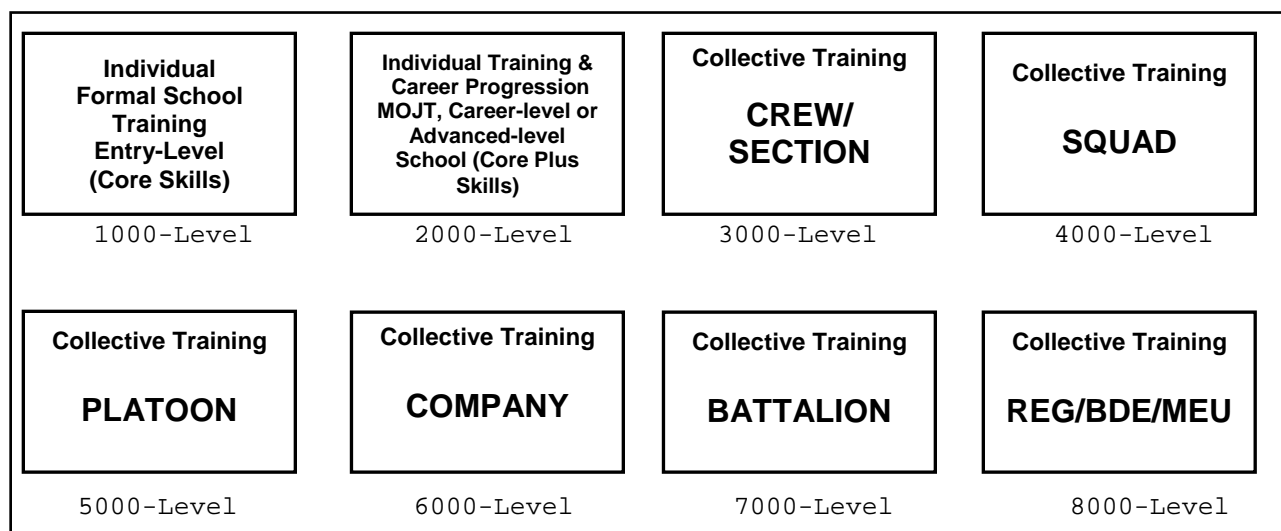 Individual
Formal School
Training
Entry-Level
(Core Skills)
1000-Level
Individual Training &
Career Progression
MOJT, Career-level or
Advanced-level
School (Core Plus
Skills)
2000-Level
Collective Training
CREW/
SECTION
3000-Level
Collective Training
SQUAD
4000-Level
Collective Training
PLATOON
5000-Level
Collective Training
COMPANY
6000-Level
Collective Training
BATTALION
7000-Level
Collective Training
REG/BDE/MEU
8000-Level